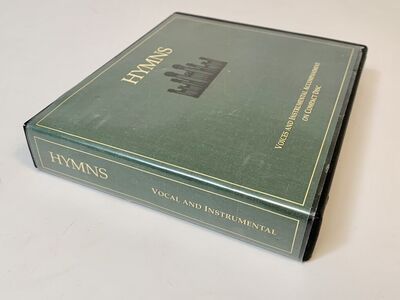 HYMNS
VOICES AND INSTRUMENTAL ACCOMPANIMENT
ON COMPACT DISC
HYMNS
VOCAL AND INSTRUMENTAL